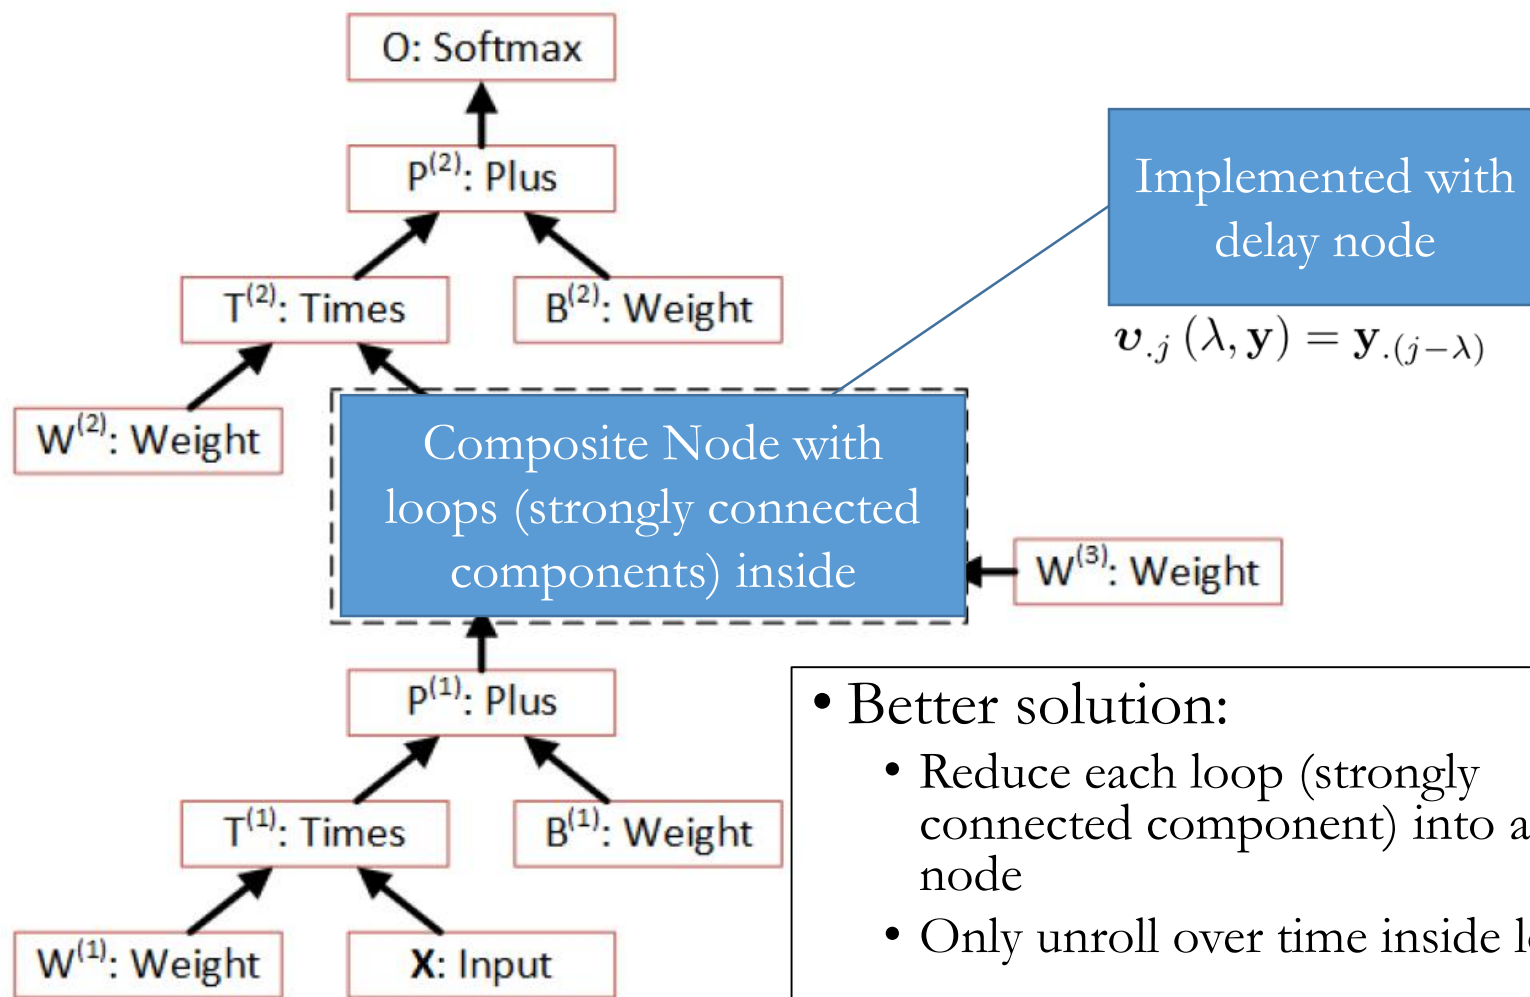 O: Softmax
P(2): Plus
T(2): Times
B(2): Weight
W(2): Weight
Implemented with
delay node
υ.j (λ, y) = y.(j−λ)
Composite Node with
loops (strongly connected
components) inside
W(3): Weight
P(1): Plus
T(1): Times
B(1): Weight
W(1): Weight
X: Input
• Better solution:
• Reduce each loop (strongly
connected component) into a
node
• Only unroll over time inside